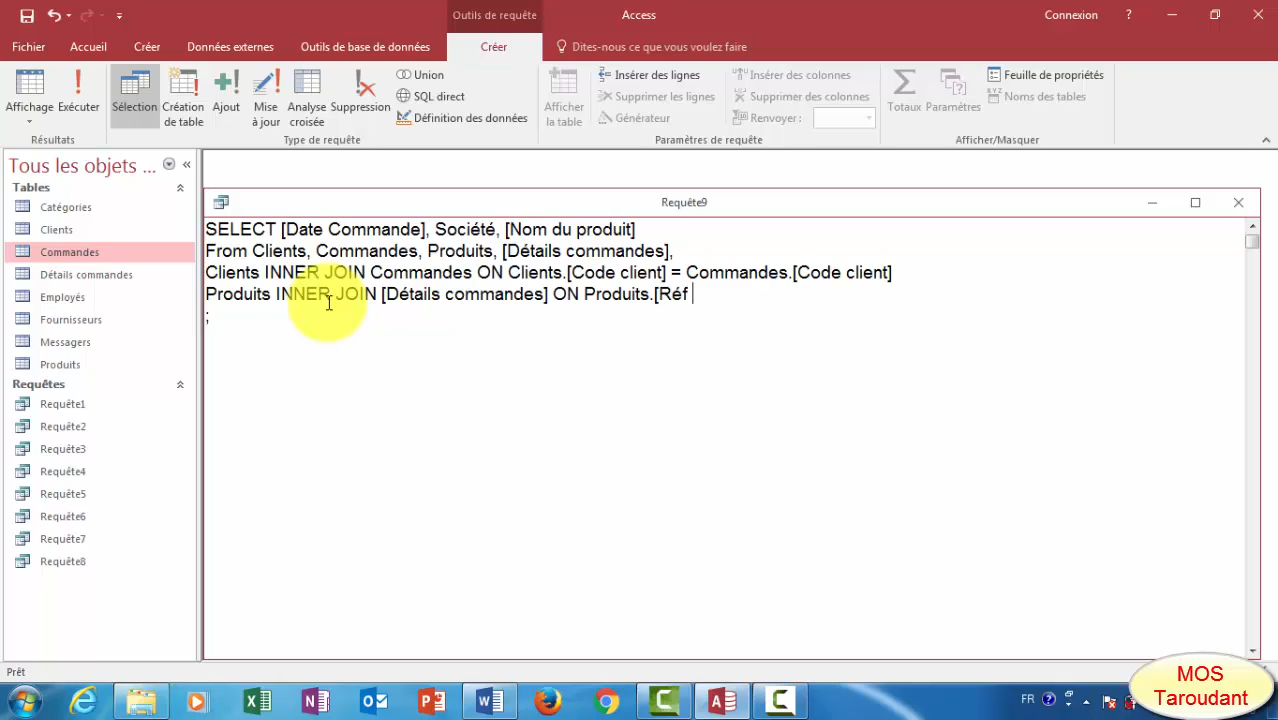 Outils de requête
Access
Connexion
?
Fichier
Accueil
Créer
Données externes
Outils de base de données
Créer
Dites-nous ce que vous voulez faire
Affichage
Exécuter
Sélection
Création de table
Ajout
Mise à jour
Analyse croisée
Suppression
Union
SQL direct
Définition des données
Afficher la table
Insérer des lignes
Supprimer les lignes
Générateur
Insérer des colonnes
Supprimer des colonnes
Renvoyer :
Totaux
Paramètres
Feuille de propriétés
Noms des tables
Résultats
Type de requête
Paramètres de requête
Afficher/Masquer
Tous les objets ...
Tables
Catégories
Clients
Commandes
Détails commandes
Employés
Fournisseurs
Messagers
Produits
Requêtes
Requête1
Requête2
Requête3
Requête4
Requête5
Requête6
Requête7
Requête8
Requête9
SELECT [Date Commande], Société, [Nom du produit]
From Clients, Commandes, Produits, [Détails commandes],
Clients INNER JOIN Commandes ON Clients.[Code client] = Commandes.[Code client]
Produits INNER JOIN [Détails commandes] ON Produits.[Réf
;
Prêt
FR
MOS
Taroudant